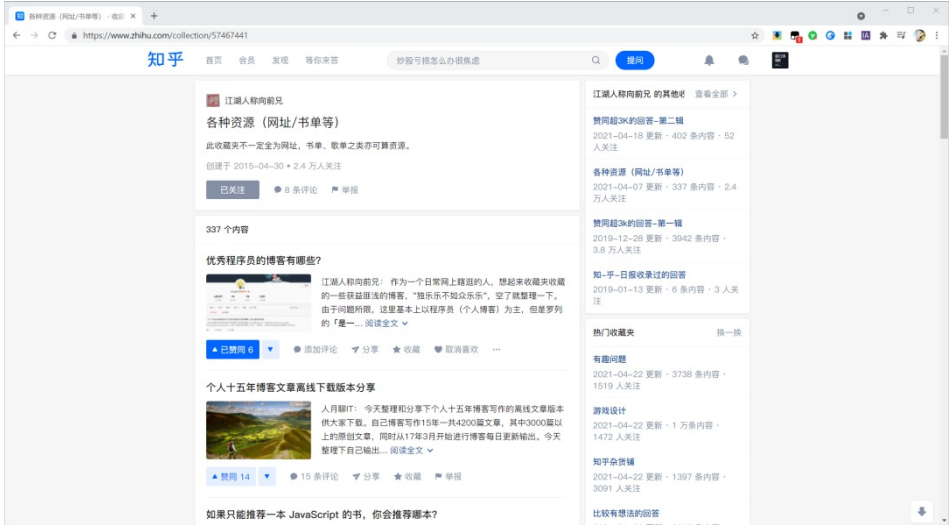 各种资源（网址/书单等）- 收藏
https://www.zhihu.com/collection/57467441
知乎 首页 会员 发现 等你来答 炒股亏损怎么办很焦虑 提问
江湖人称向前兄
各种资源（网址/书单等）
此收藏夹不一定全为网址，书单、歌单之类亦可算资源。
创建于 2015-04-30 • 2.4 万人关注
已关注 8 条评论 举报
337 个内容
优秀程序员的博客有哪些?
江湖人称向前兄： 作为一个日常网上瞎逛的人，想起来收藏夹收藏
的一些获益匪浅的博客，“独乐乐不如众乐乐”，空了就整理一下。
由于问题所限，这里基本上以程序员（个人博客）为主，但是罗列
的「是一... 阅读全文
已赞同 6 添加评论 分享 收藏 取消喜欢 ...
个人十五年博客文章离线下载版本分享
人月聊IT： 今天整理和分享下个人十五年博客写作的离线文章版本
供大家下载。自己博客写作15年一共4200篇文章，其中3000篇以
上的原创文章，同时从17年3月开始进行博客每日更新输出。今天
整理下自己输出... 阅读全文
赞同 14 15 条评论 分享 收藏 举报
如果只能推荐一本 JavaScript 的书，你会推荐哪本?
江湖人称向前兄 的其他收 查看全部
赞同超3K的回答-第二辑
2021-04-18 更新 · 402 条内容 · 52
人关注
各种资源（网址/书单等）
2021-04-07 更新 · 337 条内容 · 2.4
万人关注
赞同超3k的回答-第一辑
2019-12-28 更新 · 3942 条内容 ·
3.8 万人关注
知-乎-日报收录过的回答
2019-01-13 更新 · 6 条内容 · 3 人关
注
热门收藏夹 换一换
有趣问题
2021-04-22 更新 · 3738 条内容 ·
1519 人关注
游戏设计
2021-04-22 更新 · 1 万条内容 ·
1472 人关注
知乎杂货铺
2021-04-22 更新 · 1397 条内容 ·
3091 人关注
比较有想法的回答